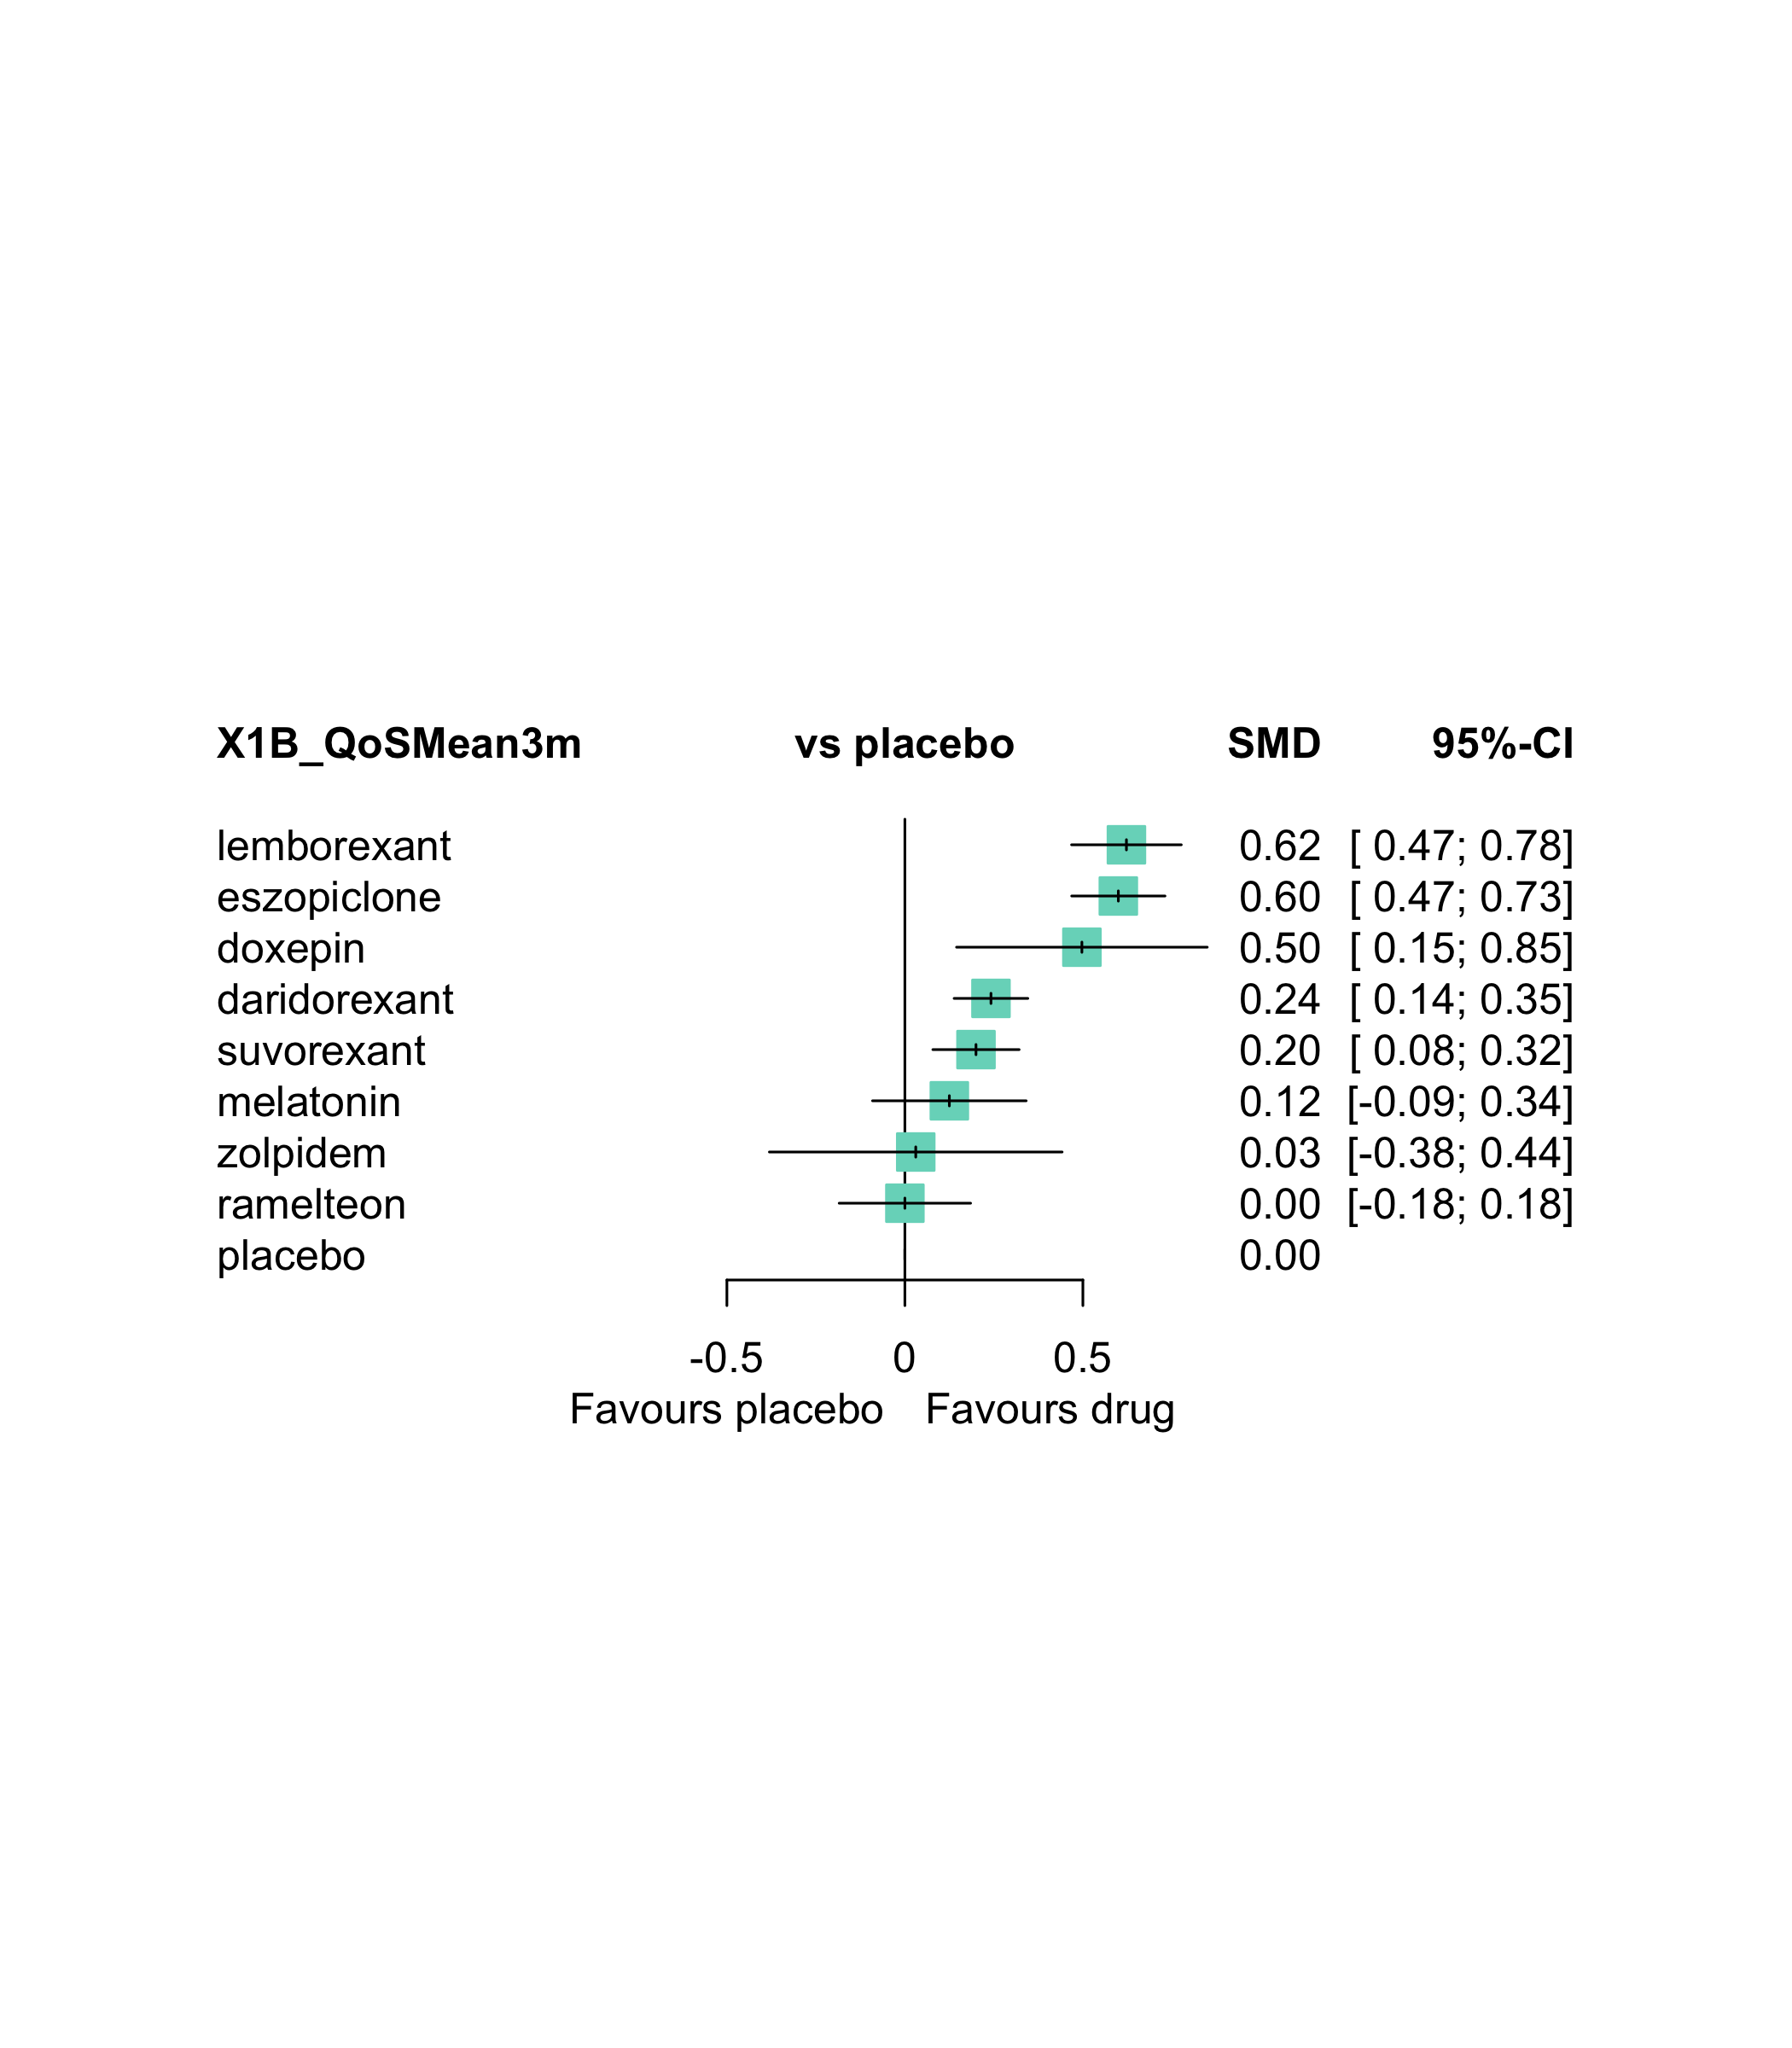 X1B_QoSMean3m vs placebo SMD 95%-CI
lemborexant 0.62 [ 0.47; 0.78]
eszopiclone 0.60 [ 0.47; 0.73]
doxepin 0.50 [ 0.15; 0.85]
daridorexant 0.24 [ 0.14; 0.35]
suvorexant 0.20 [ 0.08; 0.32]
melatonin 0.12 [-0.09; 0.34]
zolpidem 0.03 [-0.38; 0.44]
ramelteon 0.00 [-0.18; 0.18]
placebo 0.00
-0.5 0 0.5
Favours placebo Favours drug